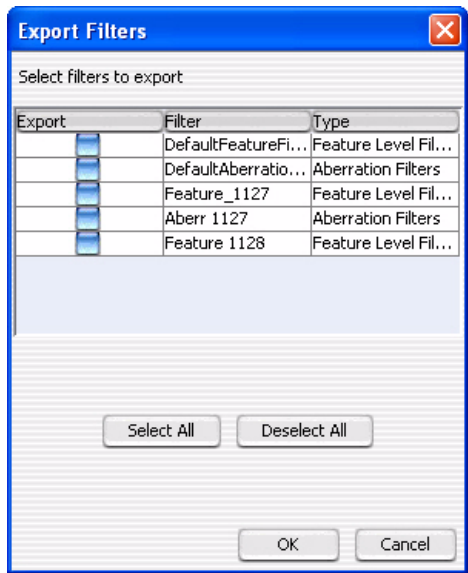 Export Filters
Select filters to export
Export Filter Type
DefaultFeatureFi... Feature Level Fil...
DefaultAberratio... Aberration Filters
Feature_1127 Feature Level Fil...
Aberr 1127 Aberration Filters
Feature 1128 Feature Level Fil...
Select All Deselect All
OK Cancel